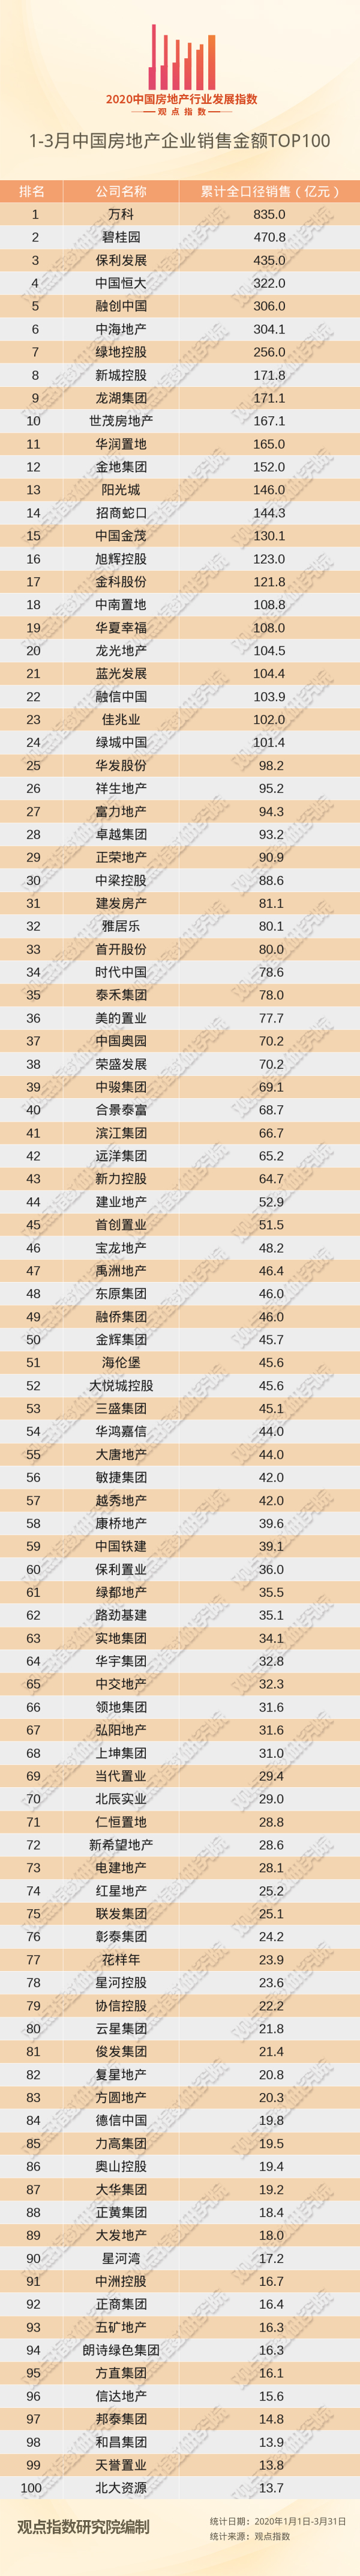 2020中国房地产行业发展指数
观点指数
1-3月中国房地产企业销售金额TOP100
排名 公司名称 累计全口径销售（亿元）
1 万科 835.0
2 碧桂园 470.8
3 保利发展 435.0
4 中国恒大 322.0
5 融创中国 306.0
6 中海地产 304.1
7 绿地控股 256.0
8 新城控股 171.8
9 龙湖集团 171.1
10 世茂房地产 167.1
11 华润置地 165.0
12 金地集团 152.0
13 阳光城 146.0
14 招商蛇口 144.3
15 中国金茂 130.1
16 旭辉控股 123.0
17 金科股份 121.8
18 中南置地 108.8
19 华夏幸福 108.0
20 龙光地产 104.5
21 蓝光发展 104.4
22 融信中国 103.9
23 佳兆业 102.0
24 绿城中国 101.4
25 华发股份 98.2
26 祥生地产 95.2
27 富力地产 94.3
28 卓越集团 93.2
29 正荣地产 90.9
30 中梁控股 88.6
31 建发房产 81.1
32 雅居乐 80.1
33 首开股份 80.0
34 时代中国 78.6
35 泰禾集团 78.0
36 美的置业 77.7
37 中国奥园 70.2
38 荣盛发展 70.2
39 中骏集团 69.1
40 合景泰富 68.7
41 滨江集团 66.7
42 远洋集团 65.2
43 新力控股 64.7
44 建业地产 52.9
45 首创置业 51.5
46 宝龙地产 48.2
47 禹洲地产 46.4
48 东原集团 46.0
49 融侨集团 46.0
50 金辉集团 45.7
51 海伦堡 45.6
52 大悦城控股 45.6
53 三盛集团 45.1
54 华鸿嘉信 44.0
55 大唐地产 44.0
56 敏捷集团 42.0
57 越秀地产 42.0
58 康桥地产 39.6
59 中国铁建 39.1
60 保利置业 36.0
61 绿都地产 35.5
62 路劲基建 35.1
63 实地集团 34.1
64 华宇集团 32.8
65 中交地产 32.3
66 领地集团 31.6
67 弘阳地产 31.6
68 上坤集团 31.0
69 当代置业 29.4
70 北辰实业 29.0
71 仁恒置地 28.8
72 新希望地产 28.6
73 电建地产 28.1
74 红星地产 25.2
75 联发集团 25.1
76 彰泰集团 24.2
77 花样年 23.9
78 星河控股 23.6
79 协信控股 22.2
80 云星集团 21.8
81 俊发集团 21.4
82 复星地产 20.8
83 方圆地产 20.3
84 德信中国 19.8
85 力高集团 19.5
86 奥山控股 19.4
87 大华集团 19.2
88 正黄集团 18.4
89 大发地产 18.0
90 星河湾 17.2
91 中洲控股 16.7
92 正商集团 16.4
93 五矿地产 16.3
94 朗诗绿色集团 16.3
95 方直集团 16.1
96 信达地产 15.6
97 邦泰集团 14.8
98 和昌集团 13.9
99 天誉置业 13.8
100 北大资源 13.7
观点指数研究院编制
统计日期：2020年1月1日-3月31日
统计来源：观点指数